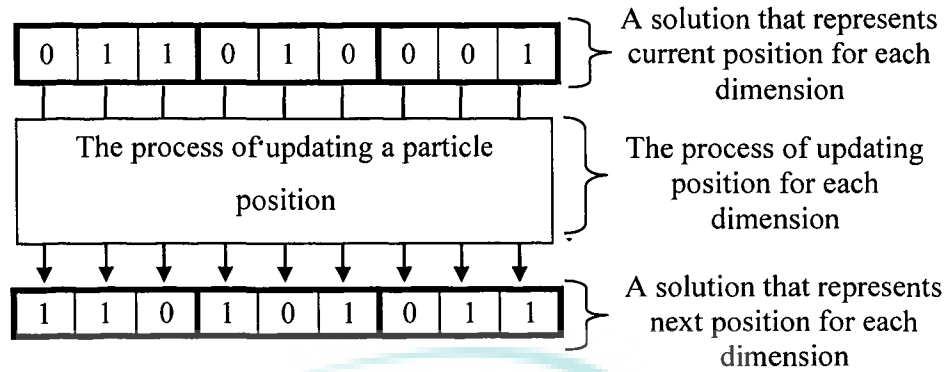 0 1 1 0 1 0 0 0 1
A solution that represents
current position for each
dimension
The process of updating a particle
position
The process of updating
position for each
dimension
1 1 0 1 0 1 0 1 1
A solution that represents
next position for each
dimension